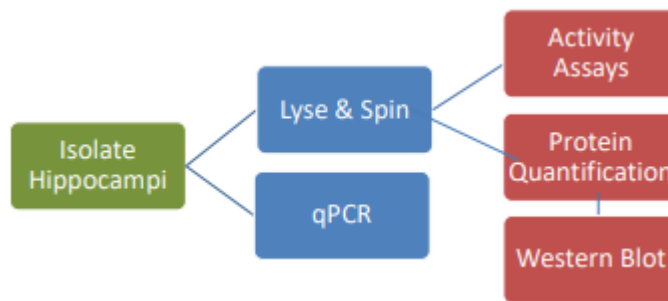 Isolate
Hippocampi
Lyse & Spin
qPCR
Activity
Assays
Protein
Quantification
Western Blot